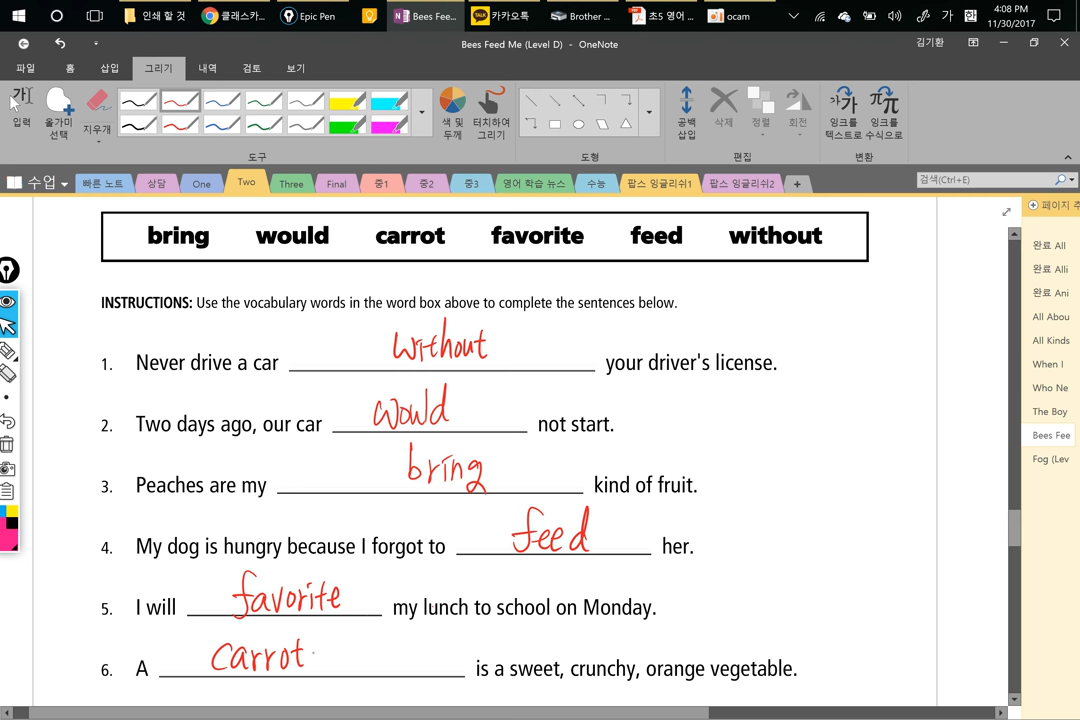 인쇄 할 것 클래스카... Epic Pen Bees Fee... TALK 카카오톡 Brother ... 초5 영어 ... ocam 가 한 4:08 PM
11/30/2017
Bees Feed Me (Level D) - OneNote 김기환
파일 홈 삽입 그리기 내역 검토 보기
가 입력 올가미 선택 지우개 색 및 두께 터치하여 그리기 공백 삽입 삭제 정렬 회전 잉크를 텍스트로 잉크를 수식으로
도구 도형 편집 변환
수업 빠른 노트 상담 One Two Three Final 중1 중2 중3 영어 학습 뉴스 수능 팝스 잉글리쉬1 팝스 잉글리쉬2 + 검색(Ctrl+E)
페이지 추
bring would carrot favorite feed without
INSTRUCTIONS: Use the vocabulary words in the word box above to complete the sentences below.
1. Never drive a car without your driver's license.
2. Two days ago, our car would not start.
3. Peaches are my bring kind of fruit.
4. My dog is hungry because I forgot to feed her.
5. I will favorite my lunch to school on Monday.
6. A carrot is a sweet, crunchy, orange vegetable.
완료 All
완료 Alli
완료 Ani
All Abou
All Kinds
When I
Who Ne
The Boy
Bees Fee
Fog (Lev